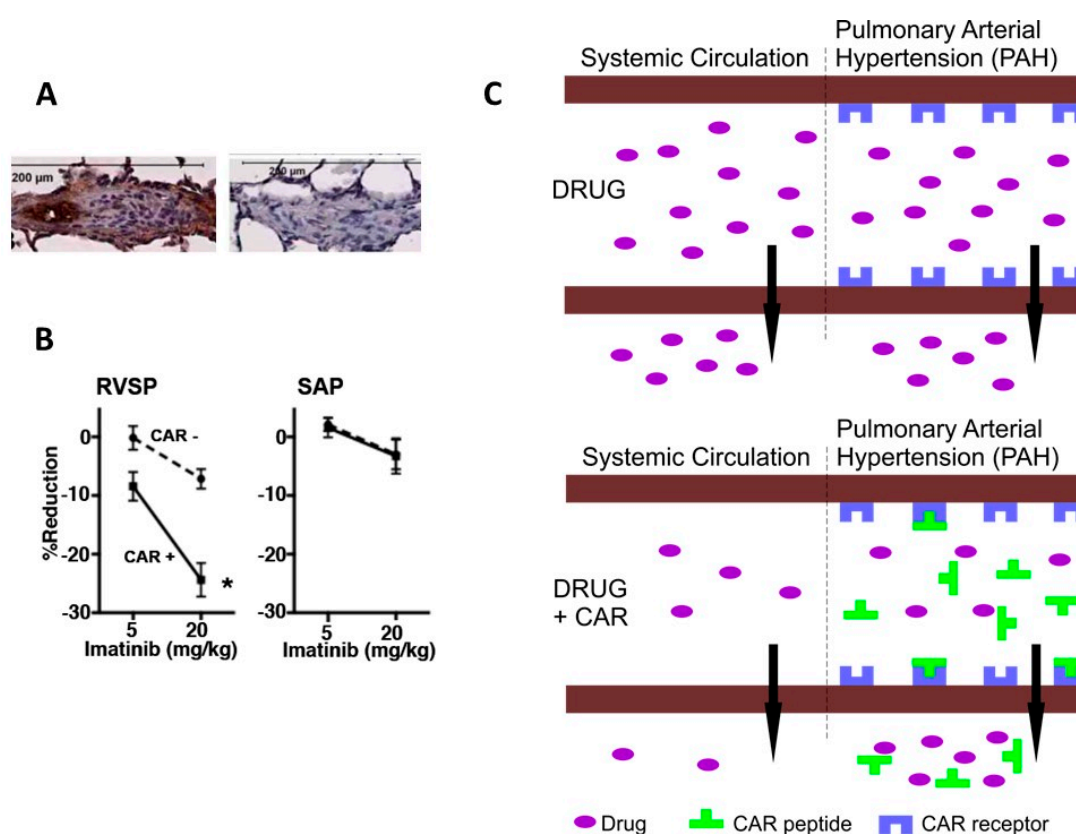 A
200 µm
200 µm
B
RVSP
SAP
%Reduction
0
-10
-20
-30
CAR -
CAR +
*
5
20
Imatinib (mg/kg)
0
-10
-20
-30
5
20
Imatinib (mg/kg)
C
Systemic Circulation
Pulmonary Arterial
Hypertension (PAH)
DRUG
Systemic Circulation
Pulmonary Arterial
Hypertension (PAH)
DRUG
+ CAR
Drug
CAR peptide
CAR receptor